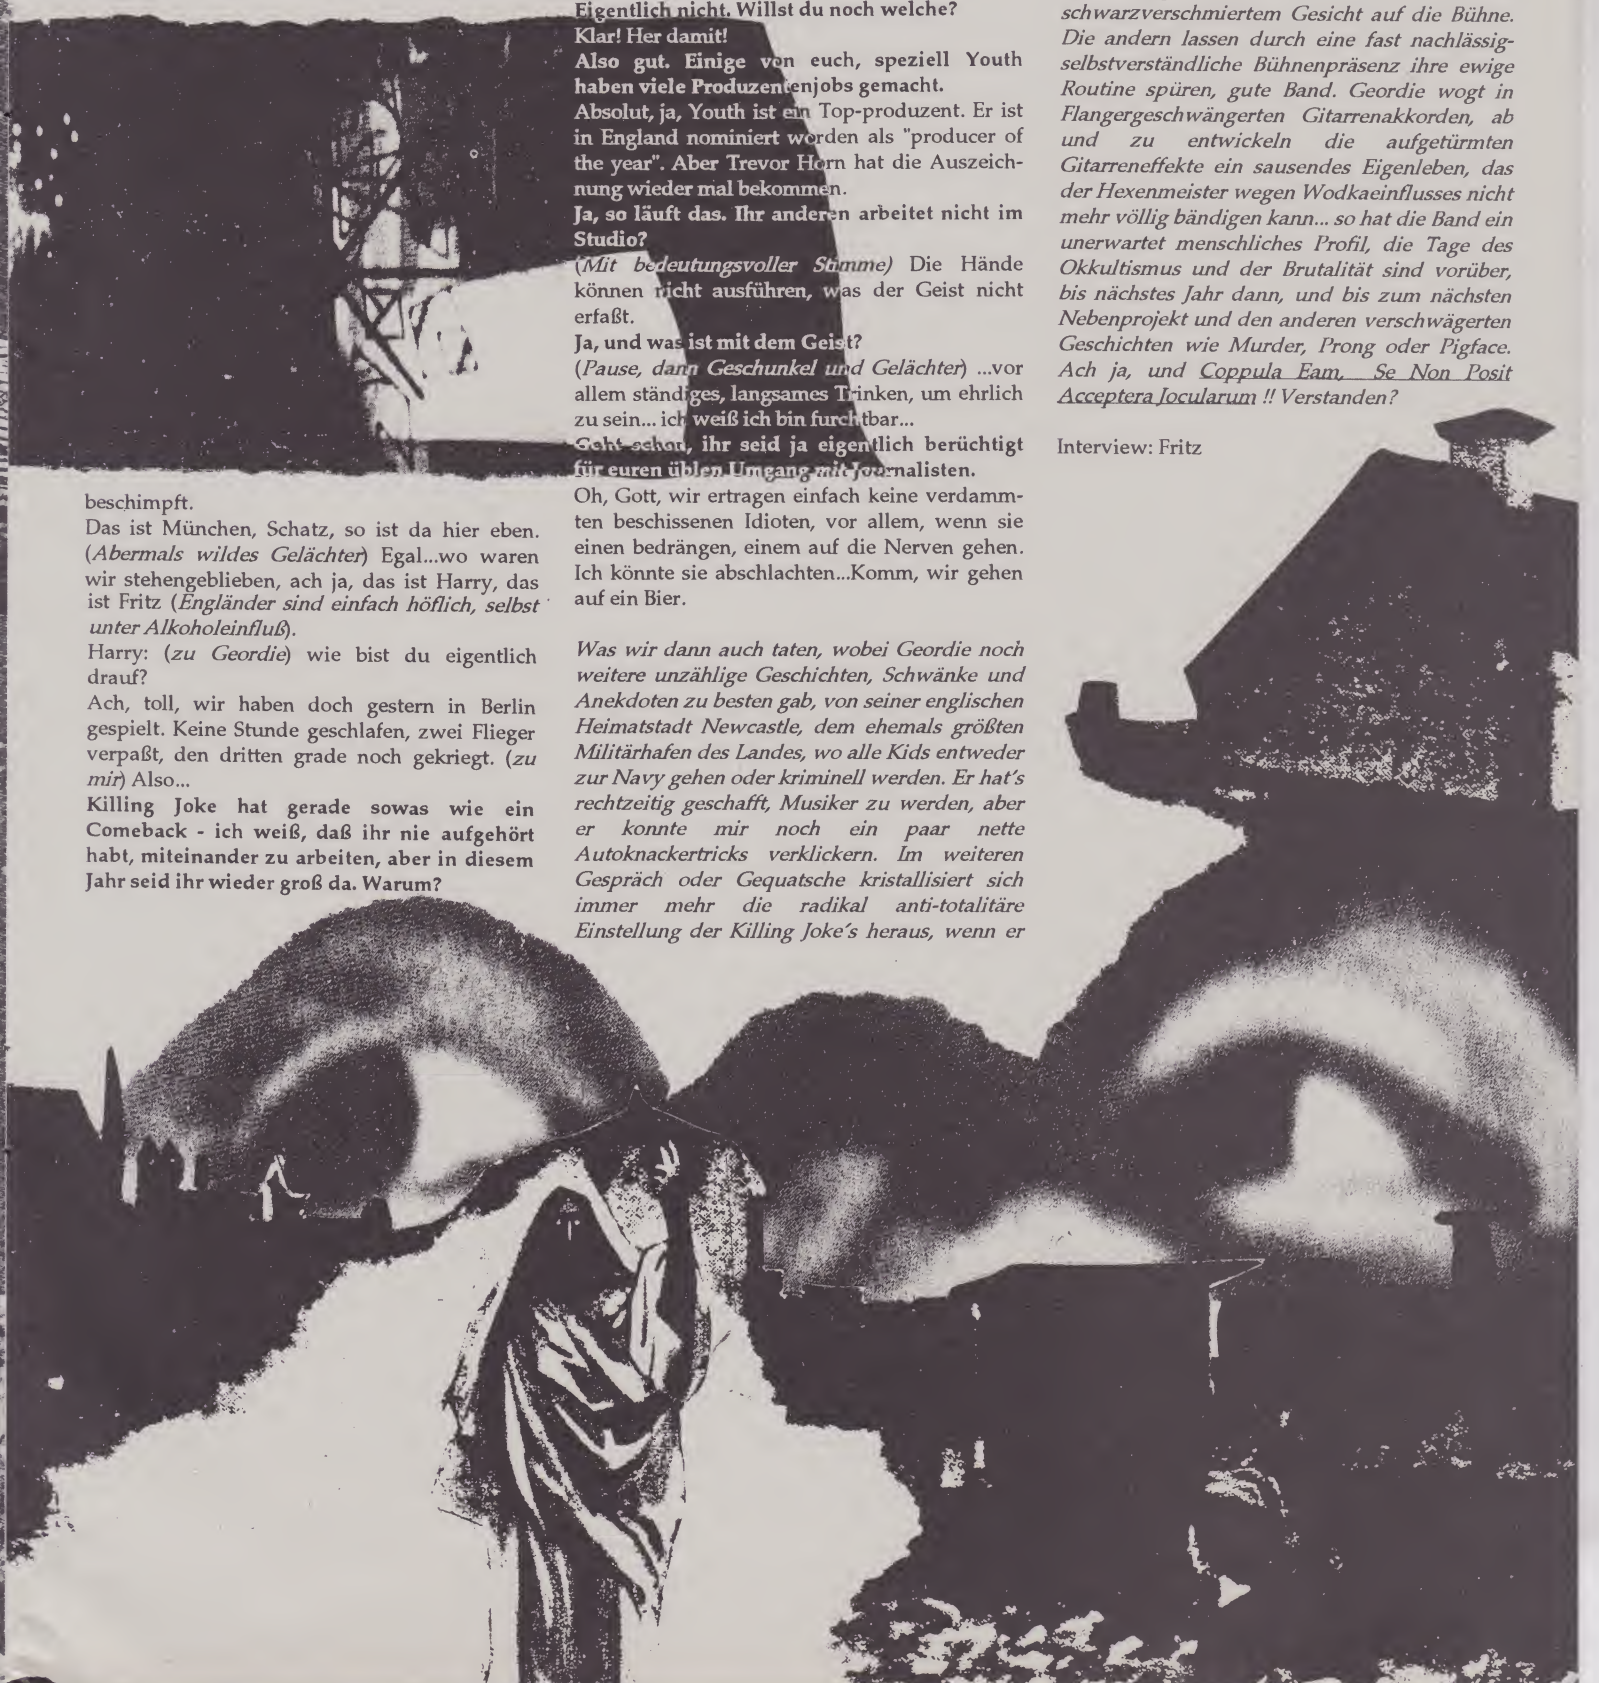 beschimpft.
Das ist München, Schatz, so ist da hier eben.
(Abermals wildes Gelächter) Egal...wo waren
wir stehengeblieben, ach ja, das ist Harry, das
ist Fritz (Engländer sind einfach höflich, selbst
unter Alkoholeinfluß).
Harry: (zu Geordie) wie bist du eigentlich
drauf?
Ach, toll, wir haben doch gestern in Berlin
gespielt. Keine Stunde geschlafen, zwei Flieger
verpaßt, den dritten grade noch gekriegt. (zu
mir) Also...
Killing Joke hat gerade sowas wie ein
Comeback - ich weiß, daß ihr nie aufgehört
habt, miteinander zu arbeiten, aber in diesem
Jahr seid ihr wieder groß da. Warum?
Eigentlich nicht. Willst du noch welche?
Klar! Her damit!
Also gut. Einige von euch, speziell Youth
haben viele Produzentenjobs gemacht.
Absolut, ja, Youth ist ein Top-produzent. Er ist
in England nominiert worden als "producer of
the year". Aber Trevor Horn hat die Auszeich-
nung wieder mal bekommen.
Ja, so läuft das. Ihr anderen arbeitet nicht im
Studio?
(Mit bedeutungsvoller Stimme) Die Hände
können nicht ausführen, was der Geist nicht
erfaßt.
Ja, und was ist mit dem Geist?
(Pause, dann Geschunkel und Gelächter) ...vor
allem ständiges, langsames Trinken, um ehrlich
zu sein... ich weiß ich bin furchtbar...
Geht schon, ihr seid ja eigentlich berüchtigt
für euren üblen Umgang mit Journalisten.
Oh, Gott, wir ertragen einfach keine verdamm-
ten beschissenen Idioten, vor allem, wenn sie
einen bedrängen, einem auf die Nerven gehen.
Ich könnte sie abschlachten...Komm, wir gehen
auf ein Bier.
Was wir dann auch taten, wobei Geordie noch
weitere unzählige Geschichten, Schwänke und
Anekdoten zu besten gab, von seiner englischen
Heimatstadt Newcastle, dem ehemals größten
Militärhafen des Landes, wo alle Kids entweder
zur Navy gehen oder kriminell werden. Er hat's
rechtzeitig geschafft, Musiker zu werden, aber
er konnte mir noch ein paar nette
Autoknackertricks verklickern. Im weiteren
Gespräch oder Gequatsche kristallisiert sich
immer mehr die radikal anti-totalitäre
Einstellung der Killing Joke's heraus, wenn er
schwarzverschmiertem Gesicht auf die Bühne.
Die andern lassen durch eine fast nachlässig-
selbstverständliche Bühnenpräsenz ihre ewige
Routine spüren, gute Band. Geordie wogt in
Flangergeschwängerten Gitarrenakkorden, ab
und zu entwickeln die aufgetürmten
Gitarreneffekte ein sausendes Eigenleben, das
der Hexenmeister wegen Wodkaeinflusses nicht
mehr völlig bändigen kann... so hat die Band ein
unerwartet menschliches Profil, die Tage des
Okkultismus und der Brutalität sind vorüber,
bis nächstes Jahr dann, und bis zum nächsten
Nebenprojekt und den anderen verschwägerten
Geschichten wie Murder, Prong oder Pigface.
Ach ja, und Coppula Eam, Se Non Posit
Acceptera Jocularum !! Verstanden?
Interview: Fritz